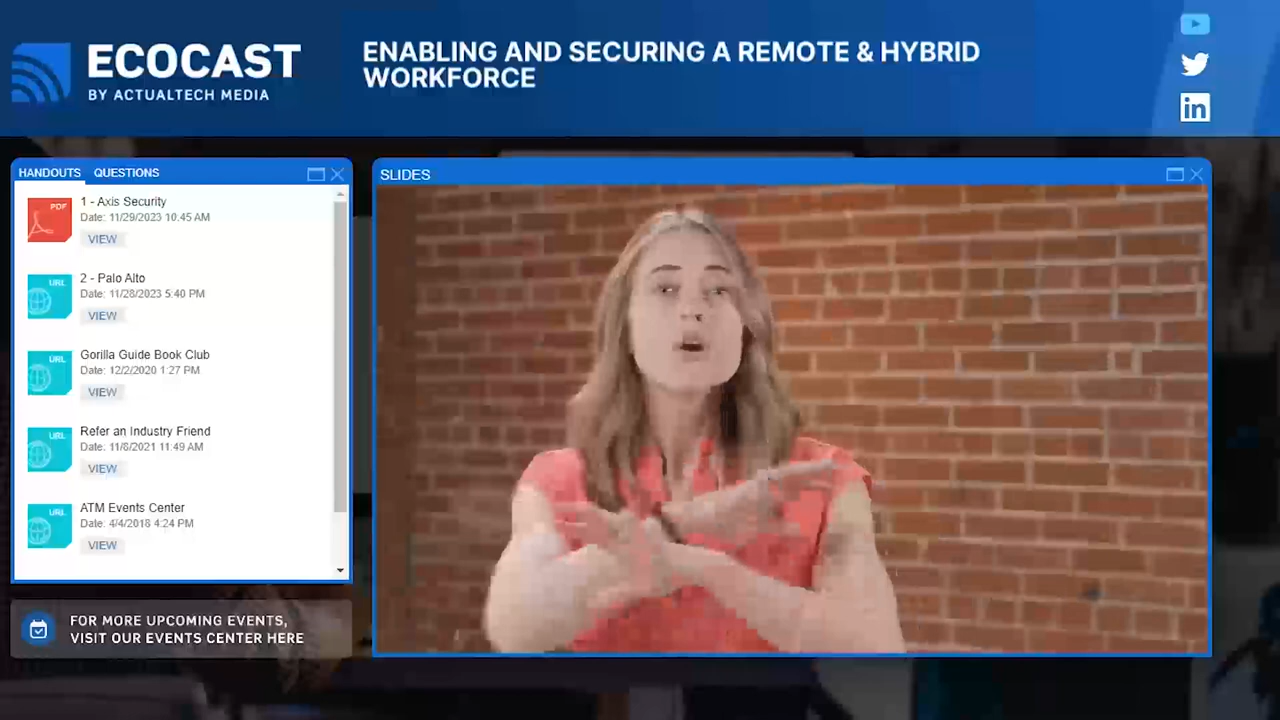 ECOCAST
BY ACTUALTECH MEDIA
ENABLING AND SECURING A REMOTE & HYBRID
WORKFORCE
in
HANDOUTS QUESTIONS
PDF
1 - Axis Security
Date: 11/29/2023 10:45 AM
VIEW
URL
2 - Palo Alto
Date: 11/28/2023 5:40 PM
VIEW
URL
Gorilla Guide Book Club
Date: 12/2/2020 1:27 PM
VIEW
URL
Refer an Industry Friend
Date: 11/8/2021 11:49 AM
VIEW
URL
ATM Events Center
Date: 4/4/2018 4:24 PM
VIEW
FOR MORE UPCOMING EVENTS,
VISIT OUR EVENTS CENTER HERE
SLIDES